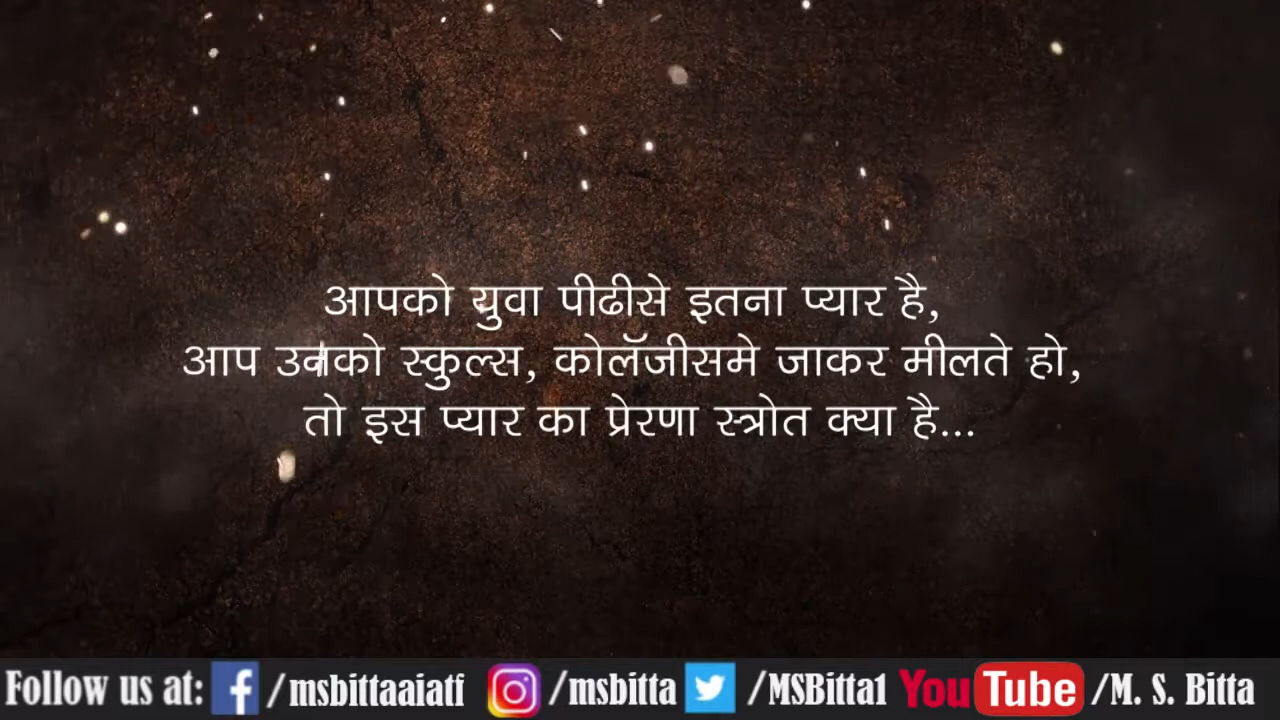 आपको युवा पीढीसे इतना प्यार है,
आप उनको स्कुल्स, कोलॅजीसमे जाकर मीलते हो,
तो इस प्यार का प्रेरणा स्त्रोत क्या है...
Follow us at: /msbittaaiatf /msbitta /MSBitta1 YouTube /M. S. Bitta